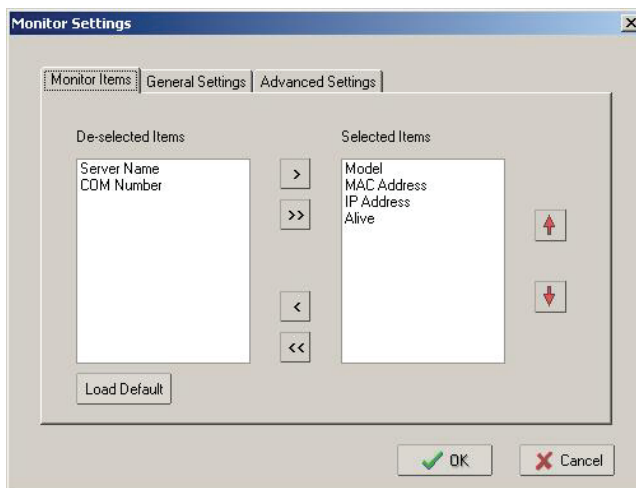 Monitor Settings
Monitor Items
General Settings
Advanced Settings
De-selected Items
Selected Items
Server Name
COM Number
>
>>
<
<<
Model
MAC Address
IP Address
Alive
Load Default
OK
Cancel